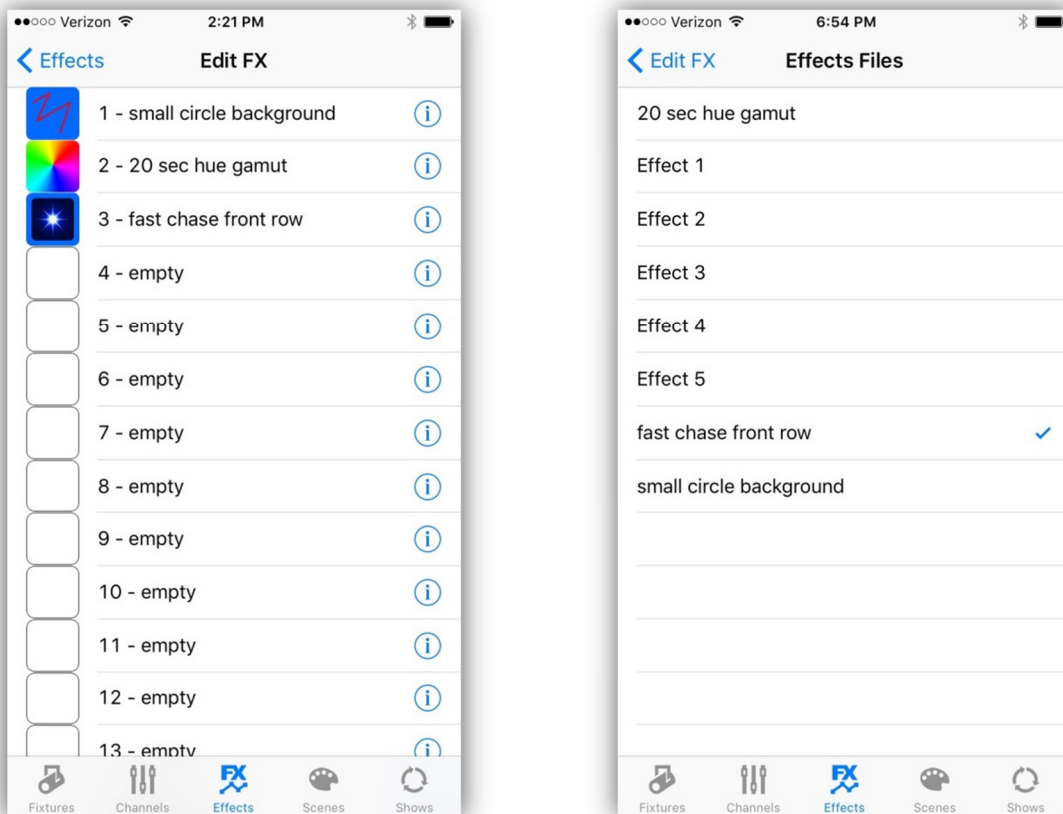 ●●○○○ Verizon 2:21 PM
Effects Edit FX
1 - small circle background
2 - 20 sec hue gamut
3 - fast chase front row
4 - empty
5 - empty
6 - empty
7 - empty
8 - empty
9 - empty
10 - empty
11 - empty
12 - empty
13 - empty
FX
Fixtures Channels Effects Scenes Shows
●●○○○ Verizon 6:54 PM
Edit FX Effects Files
20 sec hue gamut
Effect 1
Effect 2
Effect 3
Effect 4
Effect 5
fast chase front row
small circle background
FX
Fixtures Channels Effects Scenes Shows